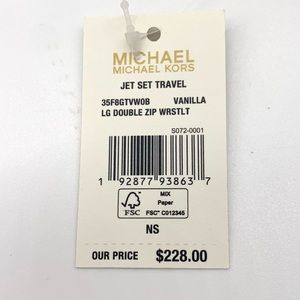 MICHAEL
MICHAEL KORS
JET SET TRAVEL
35F8GTVW0B VANILLA
LG DOUBLE ZIP WRSTLT
S072-0001
1 92877 93863 7
FSC
MIX
Paper
FSC® C012345
NS
OUR PRICE $228.00